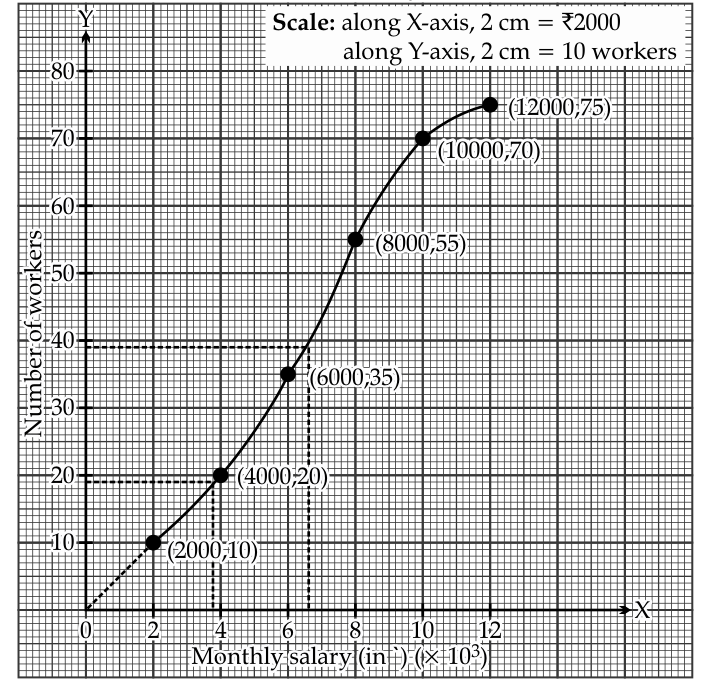 Y
Scale: along X-axis, 2 cm = ₹2000
along Y-axis, 2 cm = 10 workers
80
(12000,75)
70
(10000,70)
60
(8000,55)
50
40
(6000,35)
30
20
(4000,20)
10
(2000,10)
Number of workers
X
0 2 4 6 8 10 12
Monthly salary (in `) (× 10³)